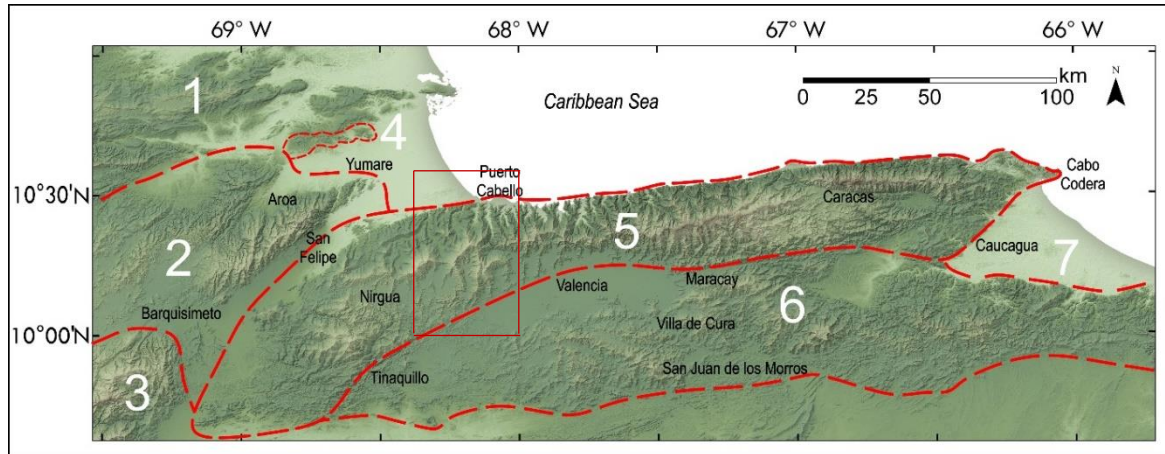 69° W
68° W
67° W
66° W
km
0
25
50
100
N
Caribbean Sea
1
4
Yumare
Puerto
Cabello
Cabo
Codera
10°30'N
Aroa
Caracas
San
Felipe
5
2
Caucagua
7
Valencia
Maracay
Nirgua
6
Barquisimeto
Villa de Cura
10°00'N
3
Tinaquillo
San Juan de los Morros